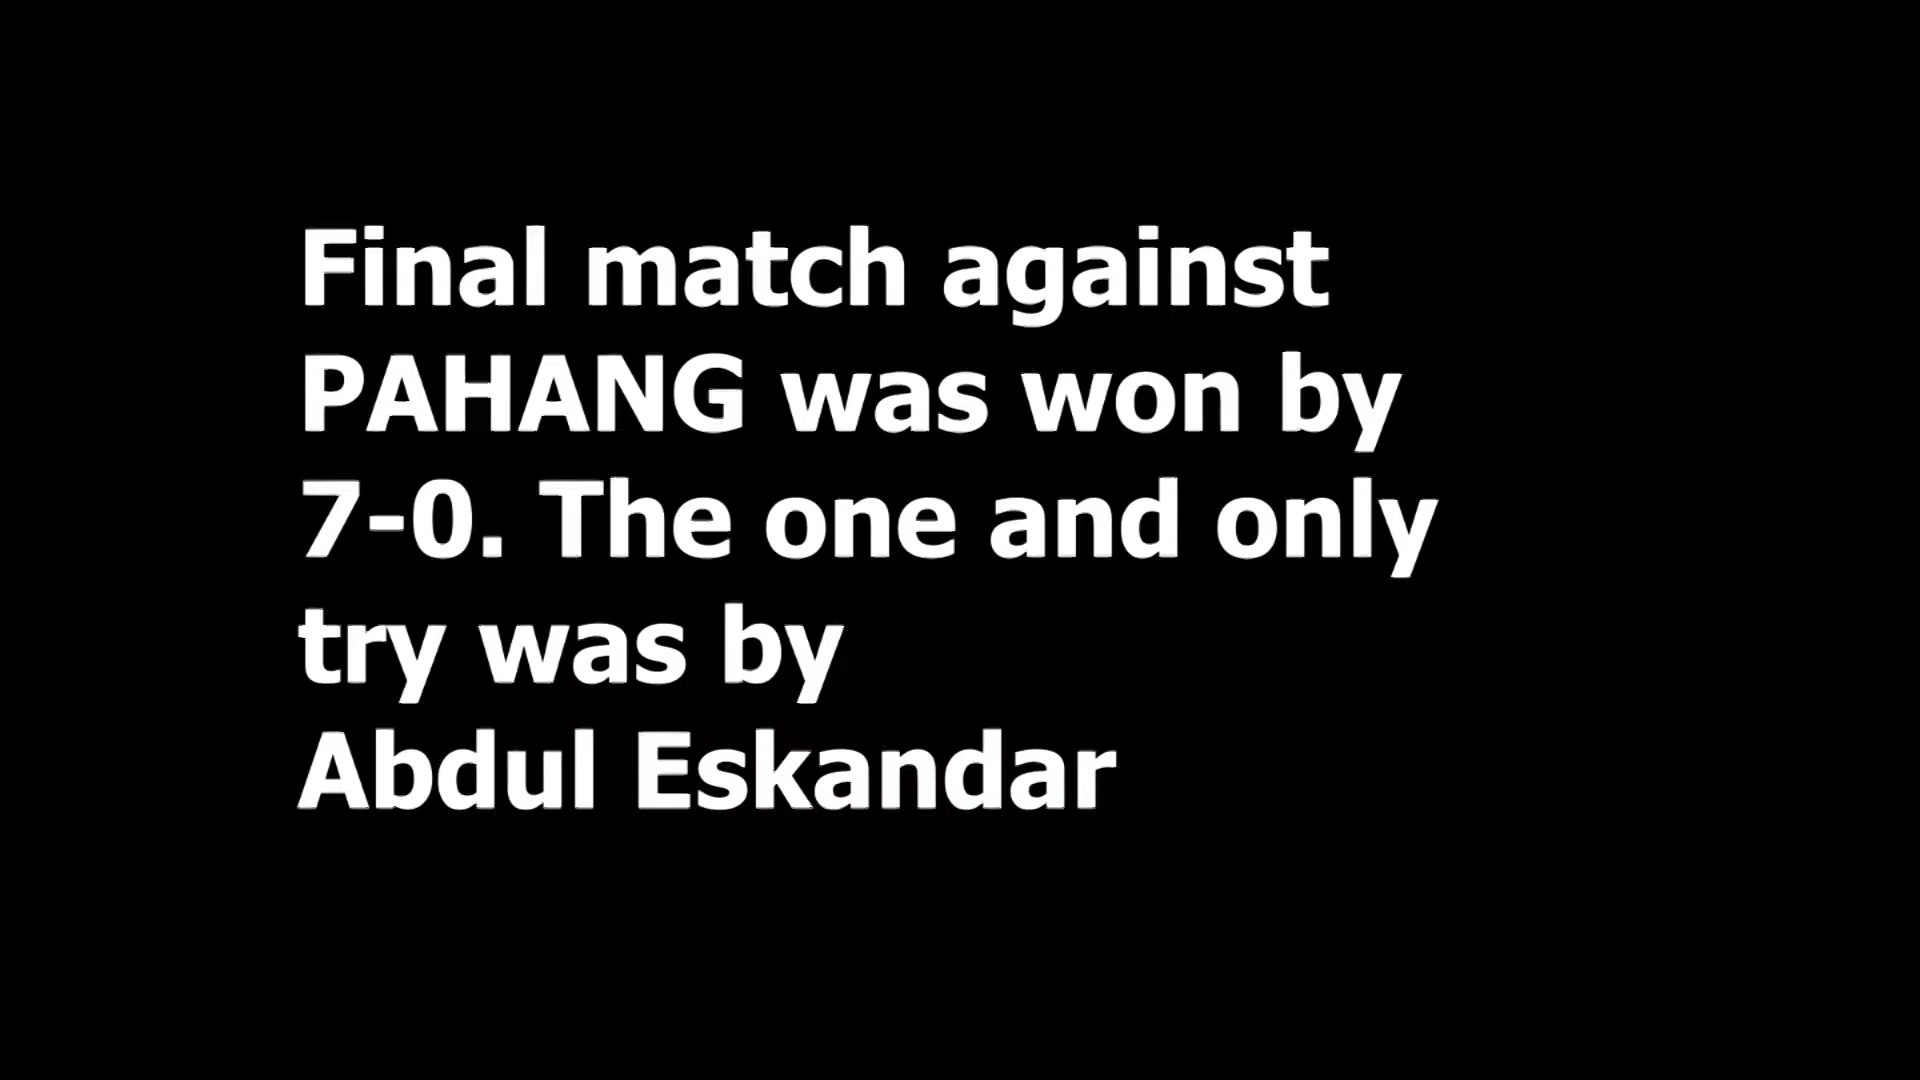 Final match against
PAHANG was won by
7-0. The one and only
try was by
Abdul Eskandar